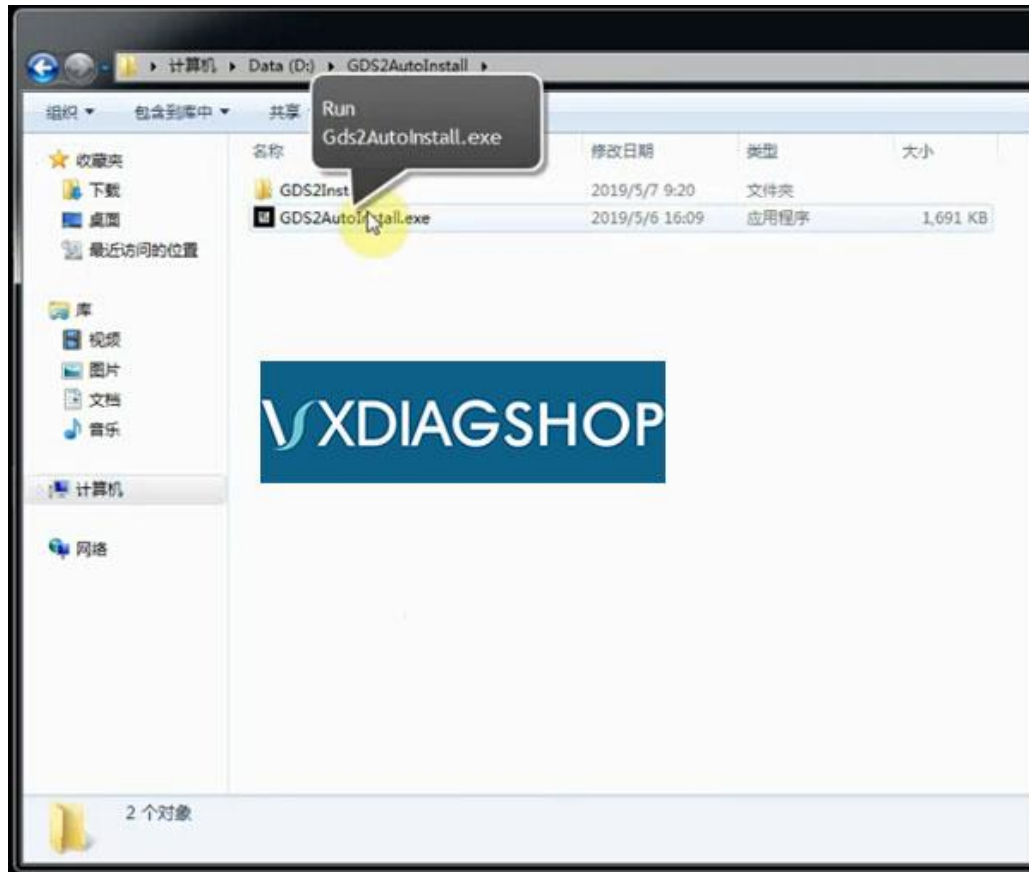 计算机 ▸ Data (D:) ▸ GDS2AutoInstall ▸
组织 ▾ 包含到库中 ▾ 共享
Run
Gds2AutoInstall.exe
名称 修改日期 类型 大小
GDS2Inst 2019/5/7 9:20 文件夹
GDS2AutoInstall.exe 2019/5/6 16:09 应用程序 1,691 KB
收藏夹
下载
桌面
最近访问的位置
库
视频
图片
文档
音乐
计算机
网络
VXDIAGSHOP
2 个对象